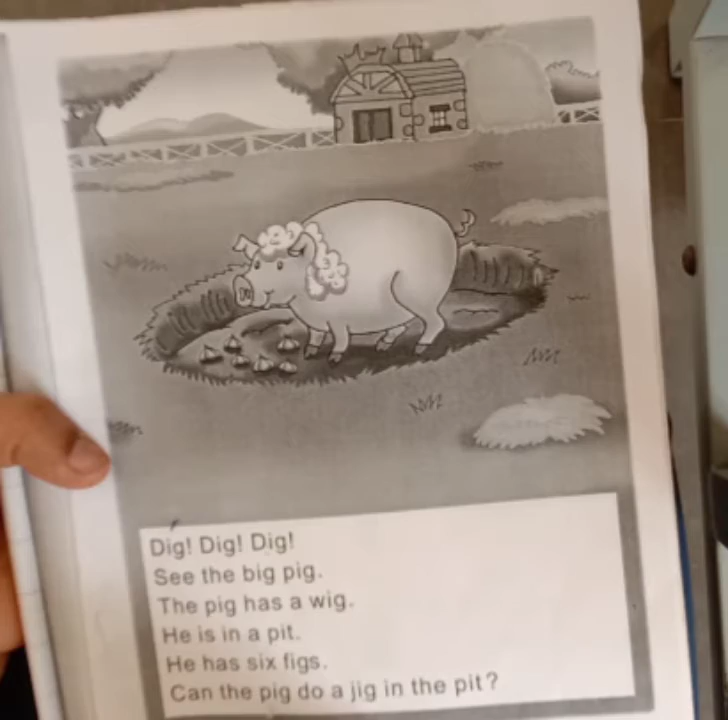 Dig! Dig! Dig!
See the big pig.
The pig has a wig.
He is in a pit.
He has six figs.
Can the pig do a jig in the pit?